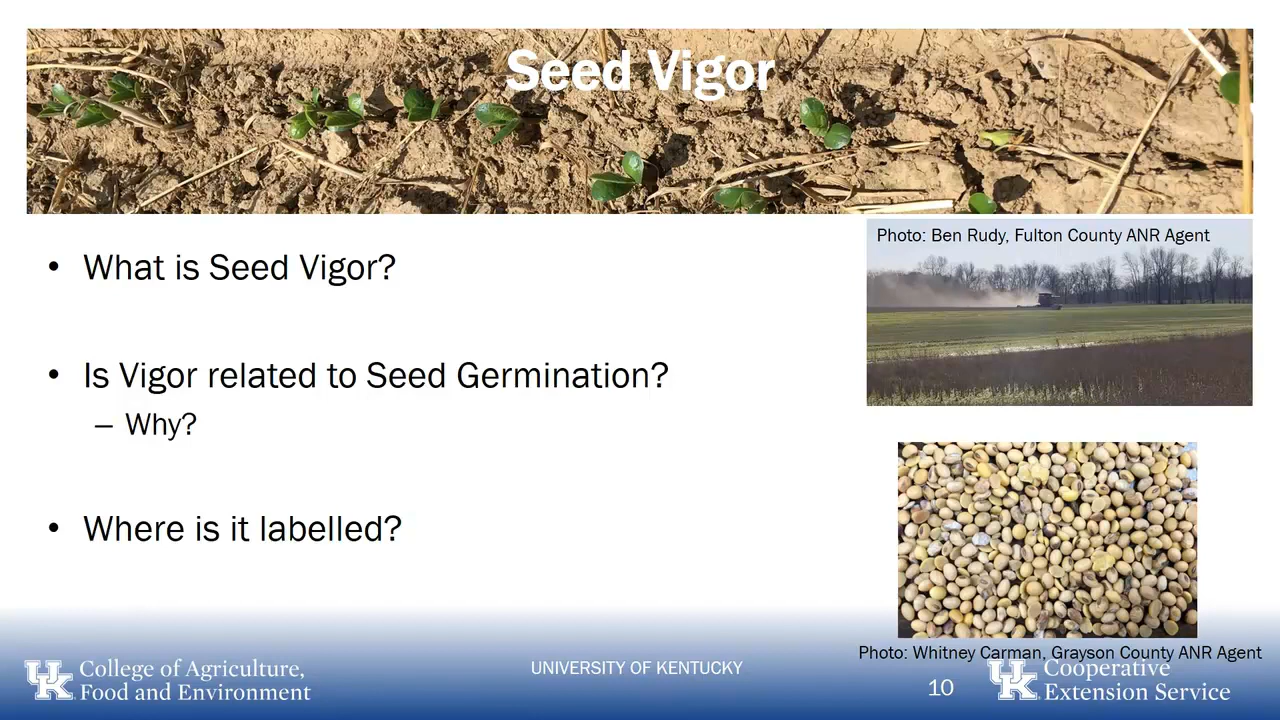 Seed Vigor
Photo: Ben Rudy, Fulton County ANR Agent
• What is Seed Vigor?
• Is Vigor related to Seed Germination?
– Why?
• Where is it labelled?
Photo: Whitney Carman, Grayson County ANR Agent
UK College of Agriculture,
Food and Environment
UNIVERSITY OF KENTUCKY
10
UK Cooperative
Extension Service